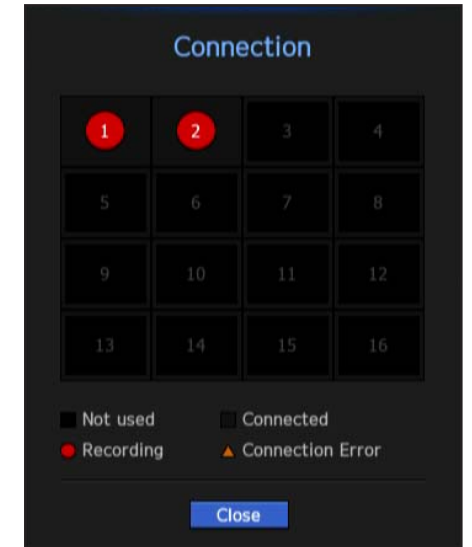 Connection
1 2 3 4
5 6 7 8
9 10 11 12
13 14 15 16
Not used Connected
Recording Connection Error
Close